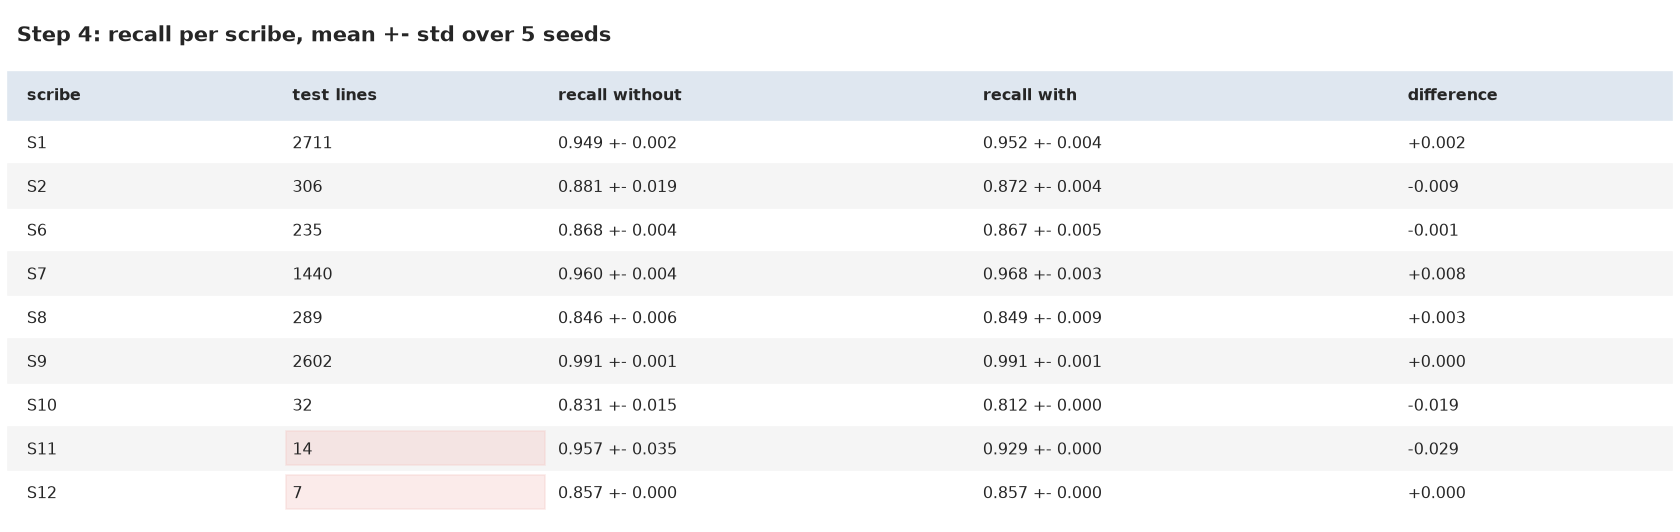 Step 4: recall per scribe, mean +- std over 5 seeds
scribe test lines recall without recall with difference
S1 2711 0.949 +- 0.002 0.952 +- 0.004 +0.002
S2 306 0.881 +- 0.019 0.872 +- 0.004 -0.009
S6 235 0.868 +- 0.004 0.867 +- 0.005 -0.001
S7 1440 0.960 +- 0.004 0.968 +- 0.003 +0.008
S8 289 0.846 +- 0.006 0.849 +- 0.009 +0.003
S9 2602 0.991 +- 0.001 0.991 +- 0.001 +0.000
S10 32 0.831 +- 0.015 0.812 +- 0.000 -0.019
S11 14 0.957 +- 0.035 0.929 +- 0.000 -0.029
S12 7 0.857 +- 0.000 0.857 +- 0.000 +0.000